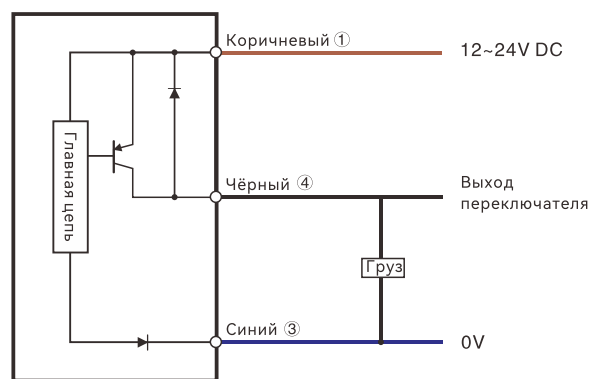 Коричневый ①
12~24V DC
Главная цепь
Чёрный ④
Выход
переключателя
Груз
Синий ③
0V